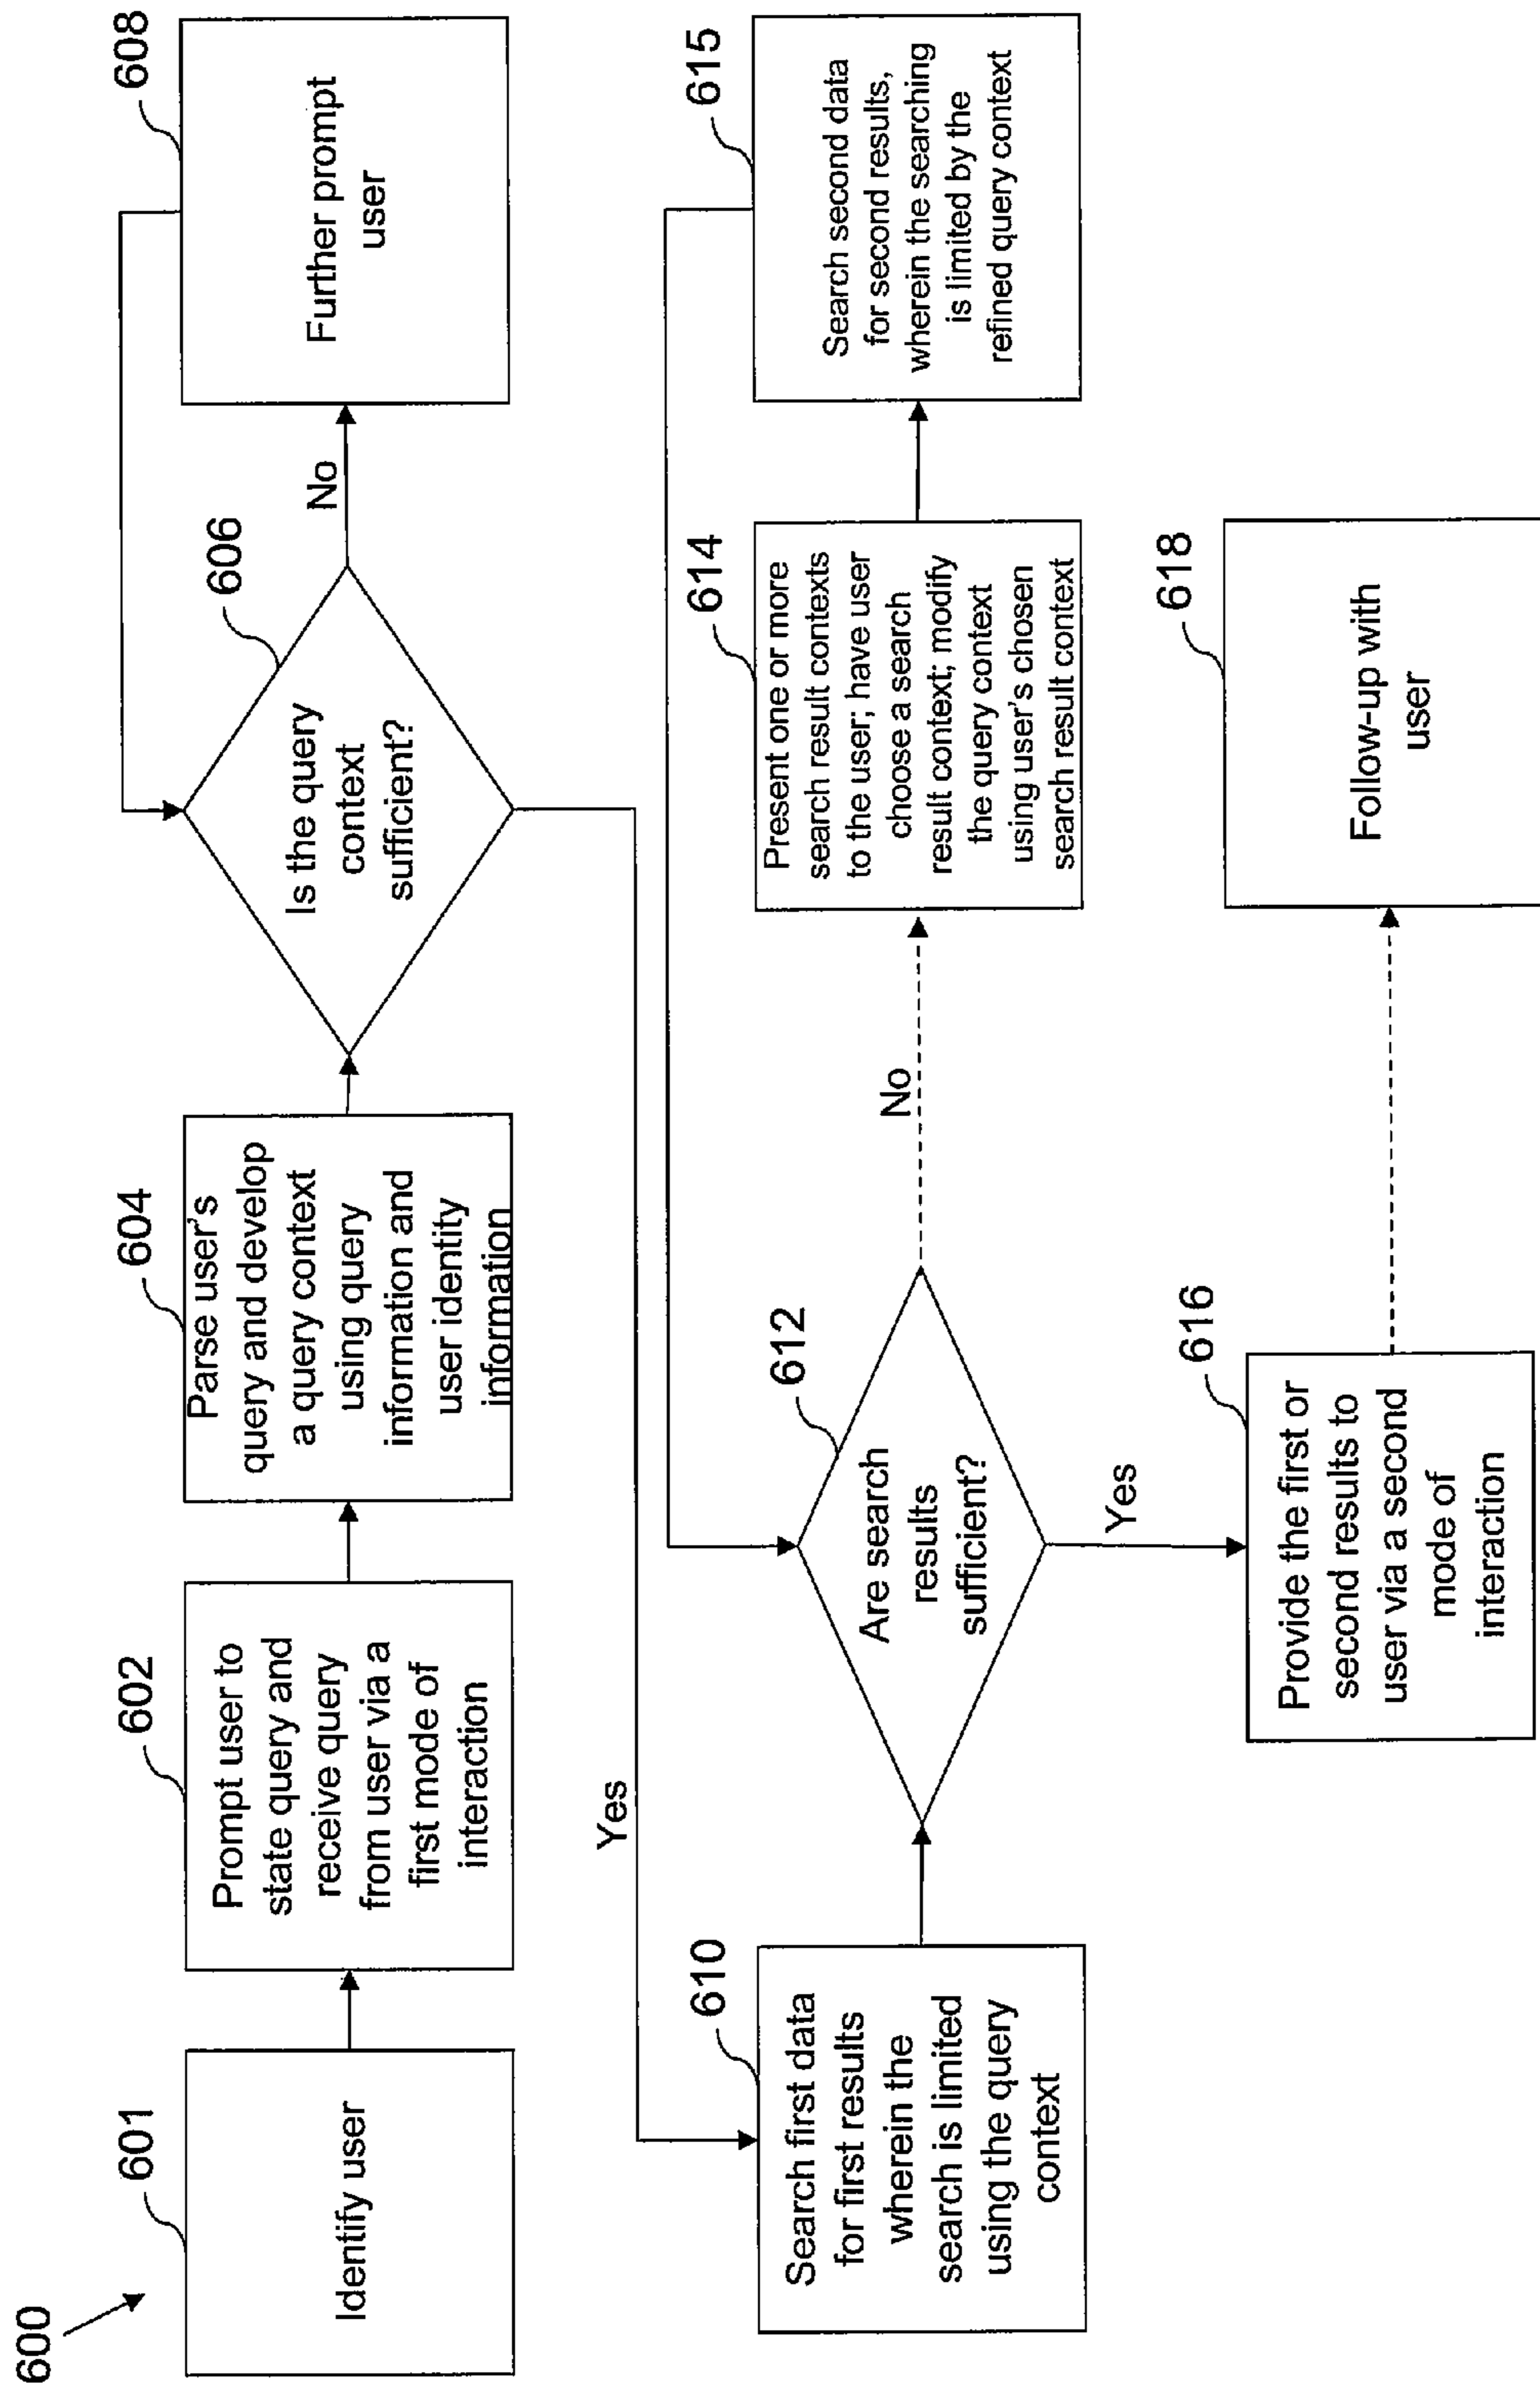 600
601
Identify user
602
Prompt user to
state query and
receive query
from user via a
first mode of
interaction
604
Parse user's
query and develop
a query context
using query
information and
user identity
information
606
Is the query
context
sufficient?
No
608
Further prompt
user
Yes
610
Search first data
for first results
wherein the
search is limited
using the query
context
612
Are search
results
sufficient?
No
614
Present one or more
search result contexts
to the user; have user
choose a search
result context; modify
the query context
using user's chosen
search result context
615
Search second data
for second results,
wherein the searching
is limited by the
refined query context
Yes
616
Provide the first or
second results to
user via a second
mode of
interaction
618
Follow-up with
user